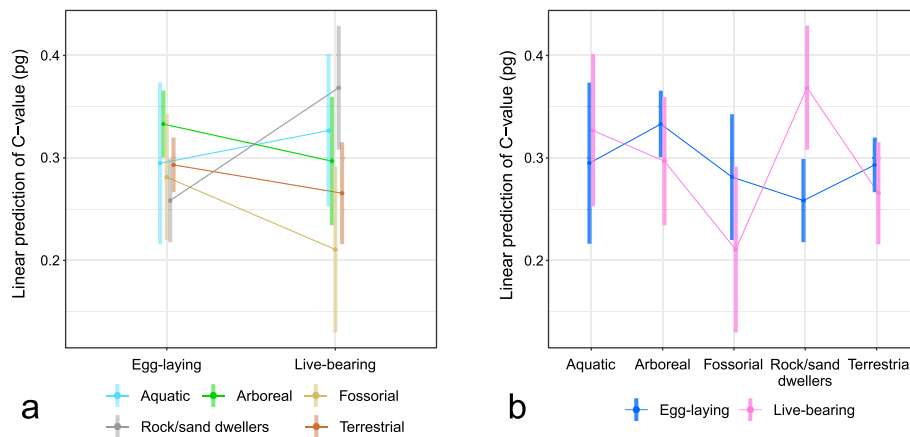 Linear prection of C−value (pg)
0.4
0.3
0.2
Egg-laying
Live-bearing
Aquatic
Arboreal
Fossorial
Rock/sand dwellers
Terrestrial
a
Linear prection of C−value (pg)
0.4
0.3
0.2
Aquatic
Arboreal
Fossorial
Rock/sand
dwellers
Terrestria
Egg-laying
Live-bearing
b